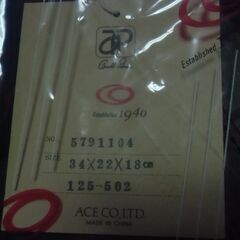 Established
Established 1940
NO. 5791104
SIZE 34×22×18cm
125-502
ACE CO., LTD.
MADE IN CHINA